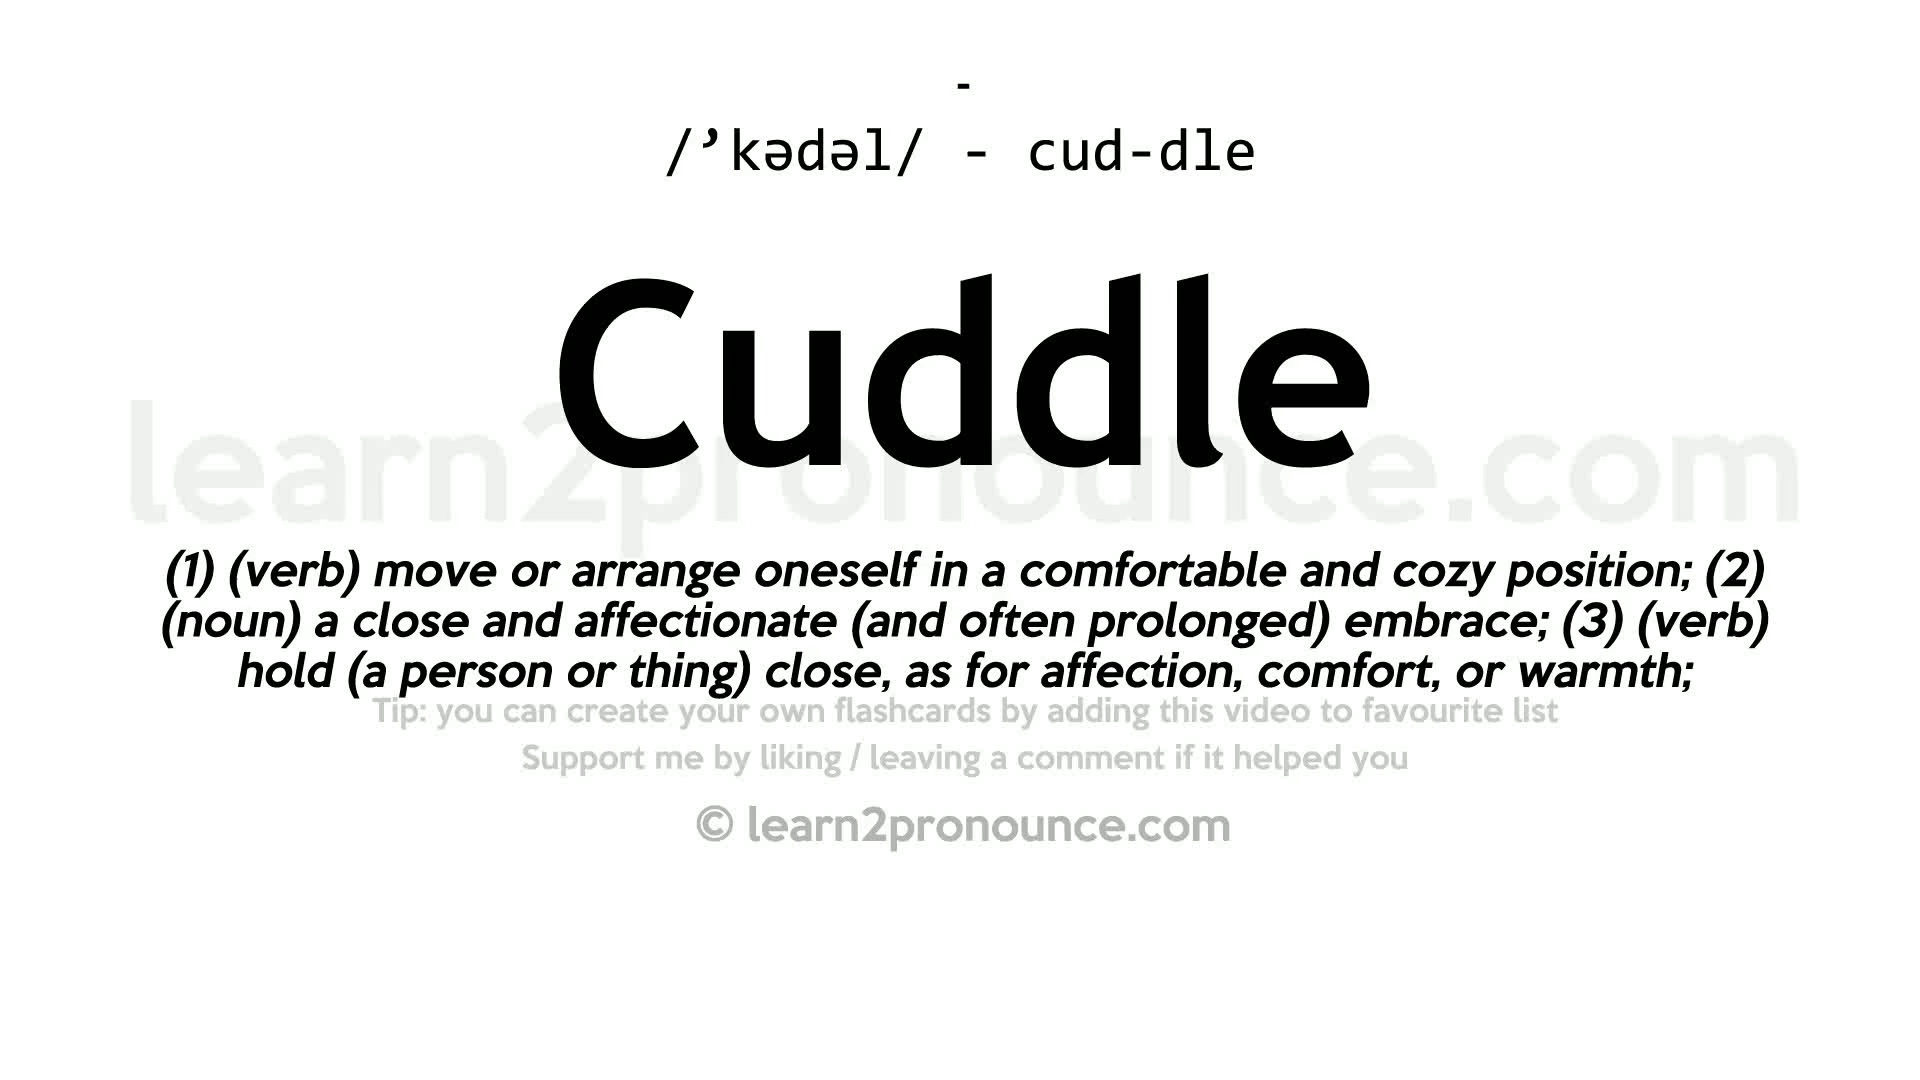 -
/’kədəl/ - cud-dle
Cuddle
learn2pronounce.com
(1) (verb) move or arrange oneself in a comfortable and cozy position; (2)
(noun) a close and affectionate (and often prolonged) embrace; (3) (verb)
hold (a person or thing) close, as for affection, comfort, or warmth;
Tip: you can create your own flashcards by adding this video to favourite list
Support me by liking / leaving a comment if it helped you
© learn2pronounce.com